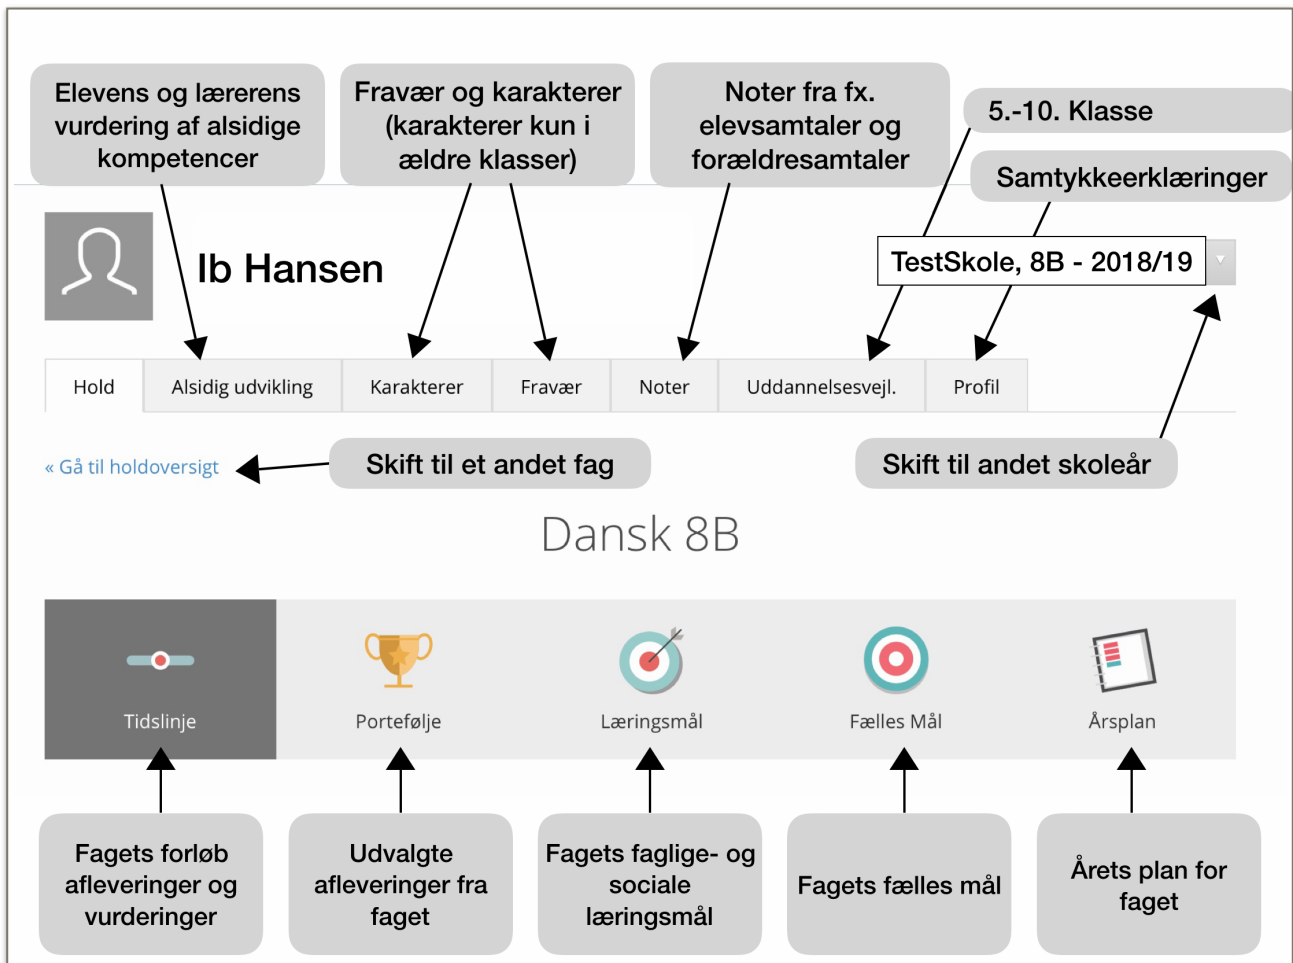 Elevens og lærerens
vurdering af alsidige
kompetencer
Fravær og karakterer
(karakterer kun i
ældre klasser)
Noter fra fx.
elevsamtaler og
forældresamtaler
5.-10. Klasse
Samtykkeerklæringer
Ib Hansen
TestSkole, 8B - 2018/19
Hold
Alsidig udvikling
Karakterer
Fravær
Noter
Uddannelsesvejl.
Profil
« Gå til holdoversigt
Skift til et andet fag
Skift til andet skoleår
Dansk 8B
Tidslinje
Portefølje
Læringsmål
Fælles Mål
Årsplan
Fagets forløb
afleveringer og
vurderinger
Udvalgte
afleveringer fra
faget
Fagets faglige- og
sociale
læringsmål
Fagets fælles mål
Årets plan for
faget